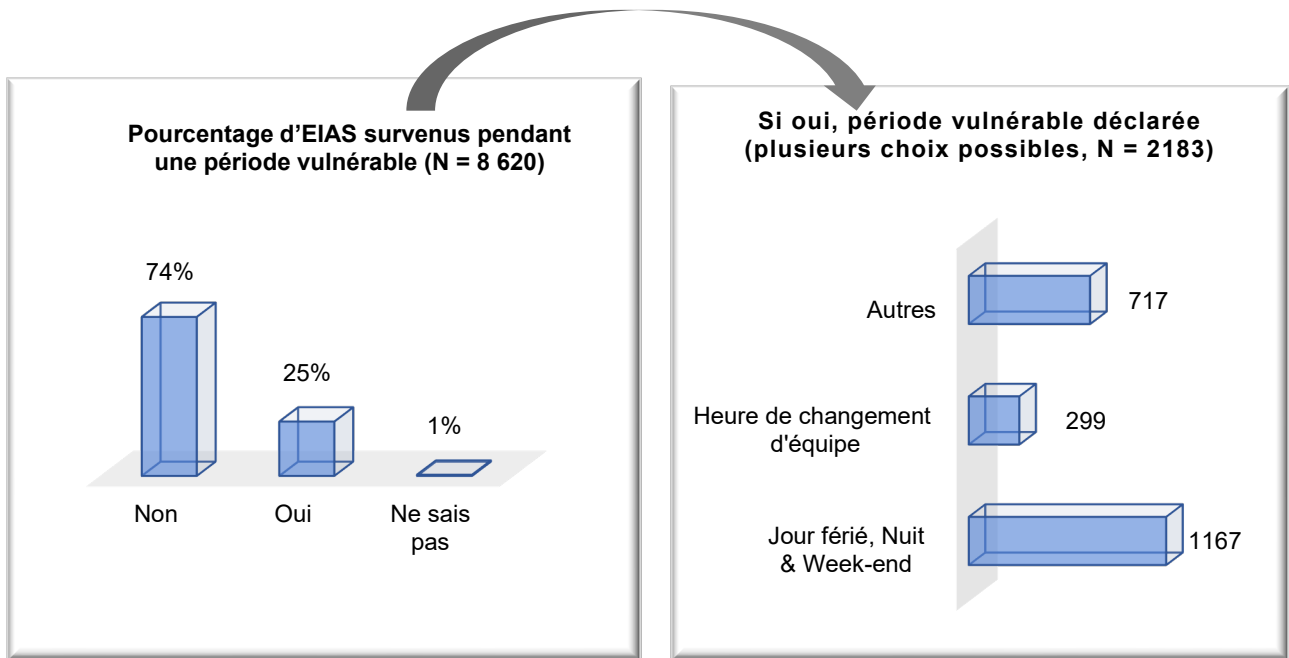 Pourcentage d'EIAS survenus pendant
une période vulnérable (N = 8 620)
74%
25%
1%
Non
Oui
Ne sais
pas
Si oui, période vulnérable déclarée
(plusieurs choix possibles, N = 2183)
Autres
717
Heure de changement
d'équipe
299
Jour férié, Nuit
& Week-end
1167